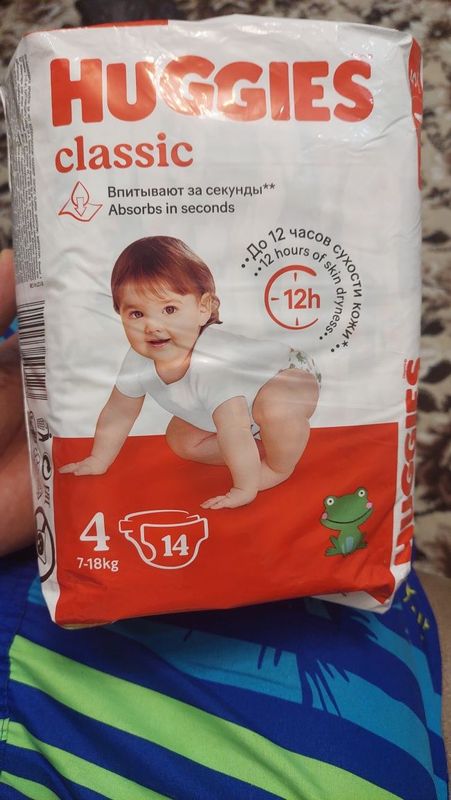 HUGGIES
classic
Впитывают за секунды**
Absorbs in seconds
До 12 часов сухости кожи*
12 hours of skin dryness
12h
HUGGIES
4
14
7-18kg